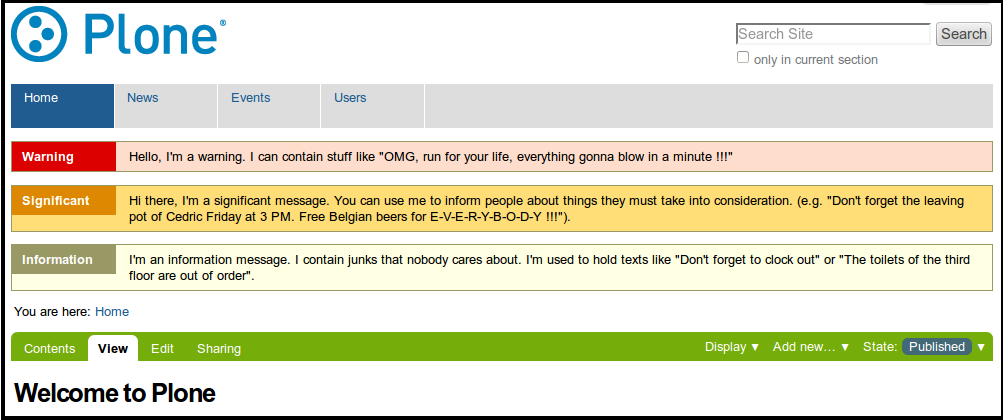 Plone®
Search Site
Search
only in current section
Home News Events Users
Warning Hello, I'm a warning. I can contain stuff like "OMG, run for your life, everything gonna blow in a minute !!!"
Significant Hi there, I'm a significant message. You can use me to inform people about things they must take into consideration. (e.g. "Don't forget the leaving
pot of Cedric Friday at 3 PM. Free Belgian beers for E-V-E-R-Y-B-O-D-Y !!!").
Information I'm an information message. I contain junks that nobody cares about. I'm used to hold texts like "Don't forget to clock out" or "The toilets of the third
floor are out of order".
You are here: Home
Contents View Edit Sharing Display ▼ Add new… ▼ State: Published ▼
Welcome to Plone